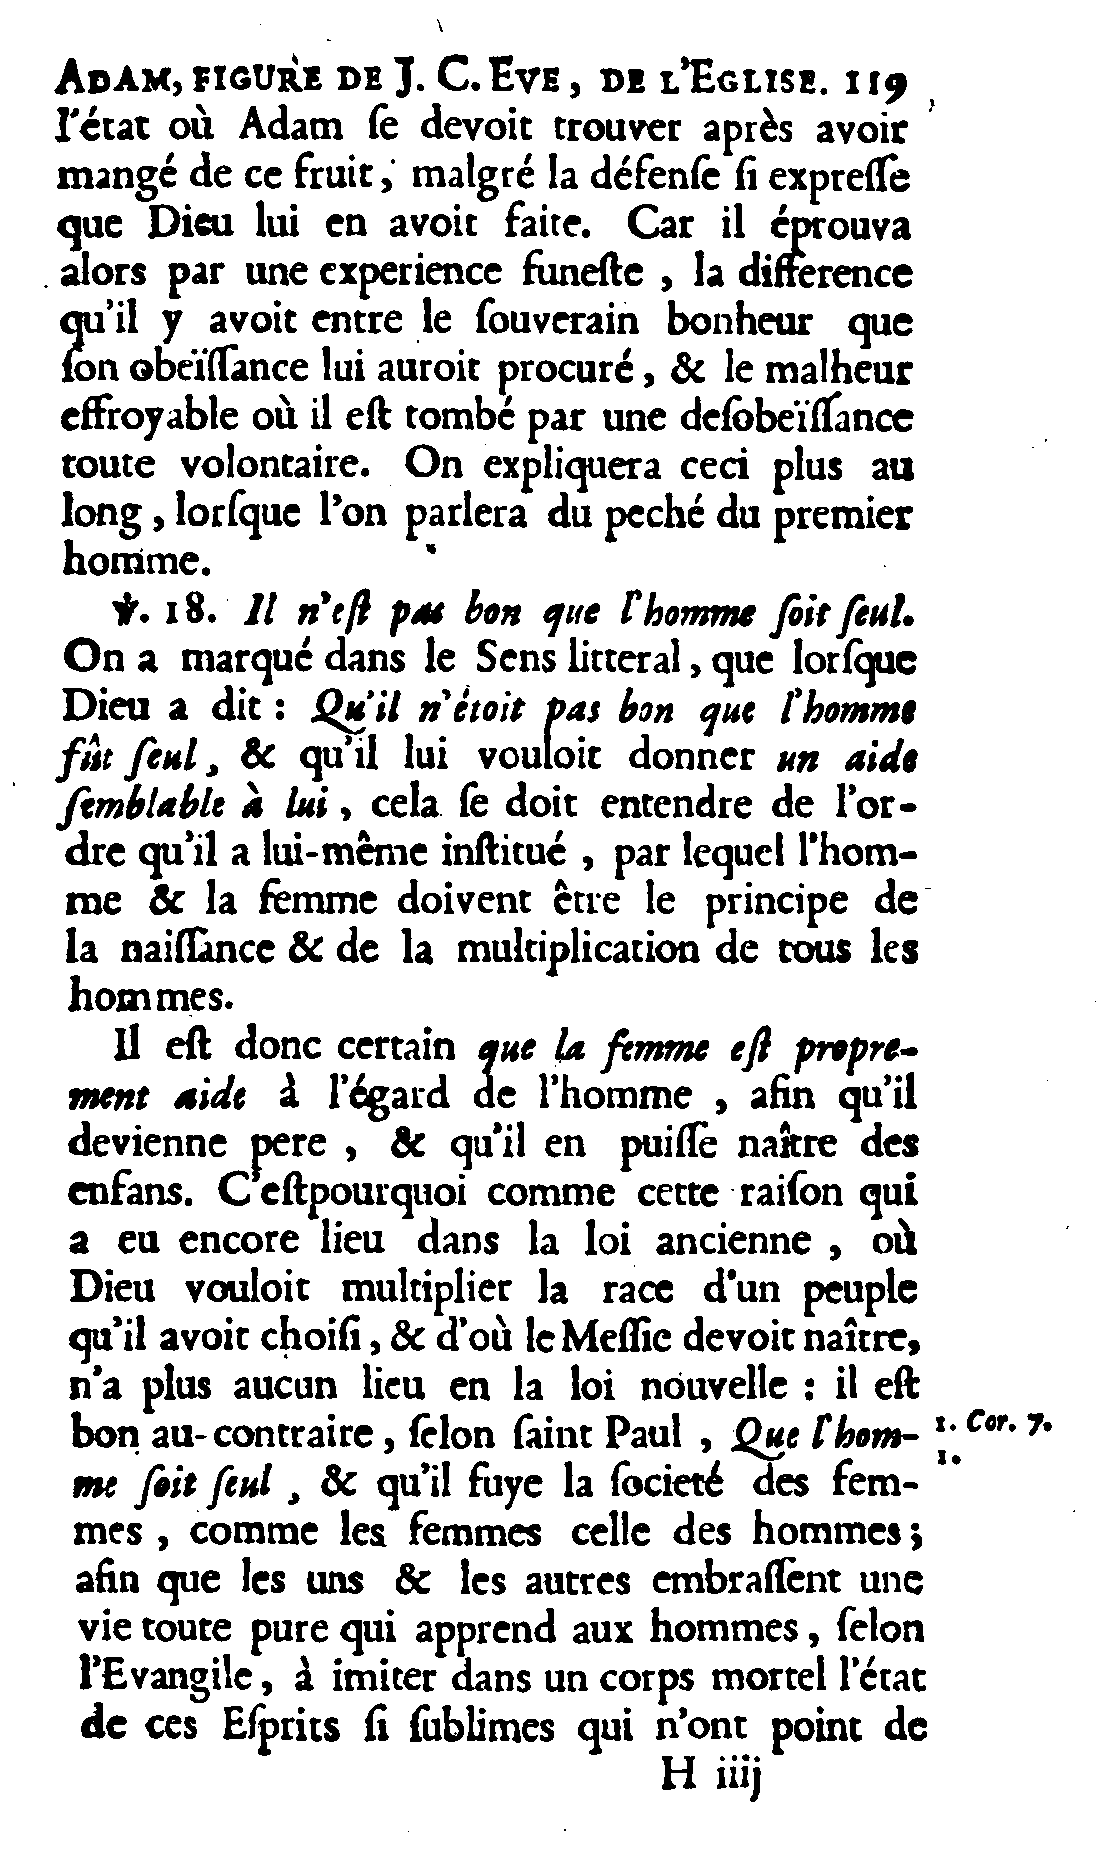 ADAM, FIGURE DE J. C. EVE, DE L'EGLISE. 119
l'état où Adam ſe devoit trouver après avoir
mangé de ce fruit, malgré la défenſe ſi expreſſe
que Dieu lui en avoit faite. Car il éprouva
alors par une experience funeſte, la difference
qu'il y avoit entre le ſouverain bonheur que
ſon obeïſſance lui auroit procuré, & le malheur
effroyable où il eſt tombé par une deſobeïſſance
toute volontaire. On expliquera ceci plus au
long, lorſque l'on parlera du peché du premier
homme.
℣. 18. Il n'eſt pas bon que l'homme ſoit ſeul.
On a marqué dans le Sens litteral, que lorſque
Dieu a dit : Qu'il n'étoit pas bon que l'homme
fût ſeul, & qu'il lui vouloit donner un aide
ſemblable à lui, cela ſe doit entendre de l'or-
dre qu'il a lui-même inſtitué, par lequel l'hom-
me & la femme doivent être le principe de
la naiſſance & de la multiplication de tous les
hommes.
Il eſt donc certain que la femme eſt propre-
ment aide à l'égard de l'homme, afin qu'il
devienne pere, & qu'il en puiſſe naître des
enfans. C'eſtpourquoi comme cette raiſon qui
a eu encore lieu dans la loi ancienne, où
Dieu vouloit multiplier la race d'un peuple
qu'il avoit choiſi, & d'où le Meſſie devoit naître,
n'a plus aucun lieu en la loi nouvelle : il eſt
bon au-contraire, ſelon ſaint Paul, Que l'hom-
me ſoit ſeul, & qu'il fuye la ſocieté des fem-
mes, comme les femmes celle des hommes;
afin que les uns & les autres embraſſent une
vie toute pure qui apprend aux hommes, ſelon
l'Evangile, à imiter dans un corps mortel l'état
de ces Eſprits ſi ſublimes qui n'ont point de
H iiij
1. Cor. 7.
1.